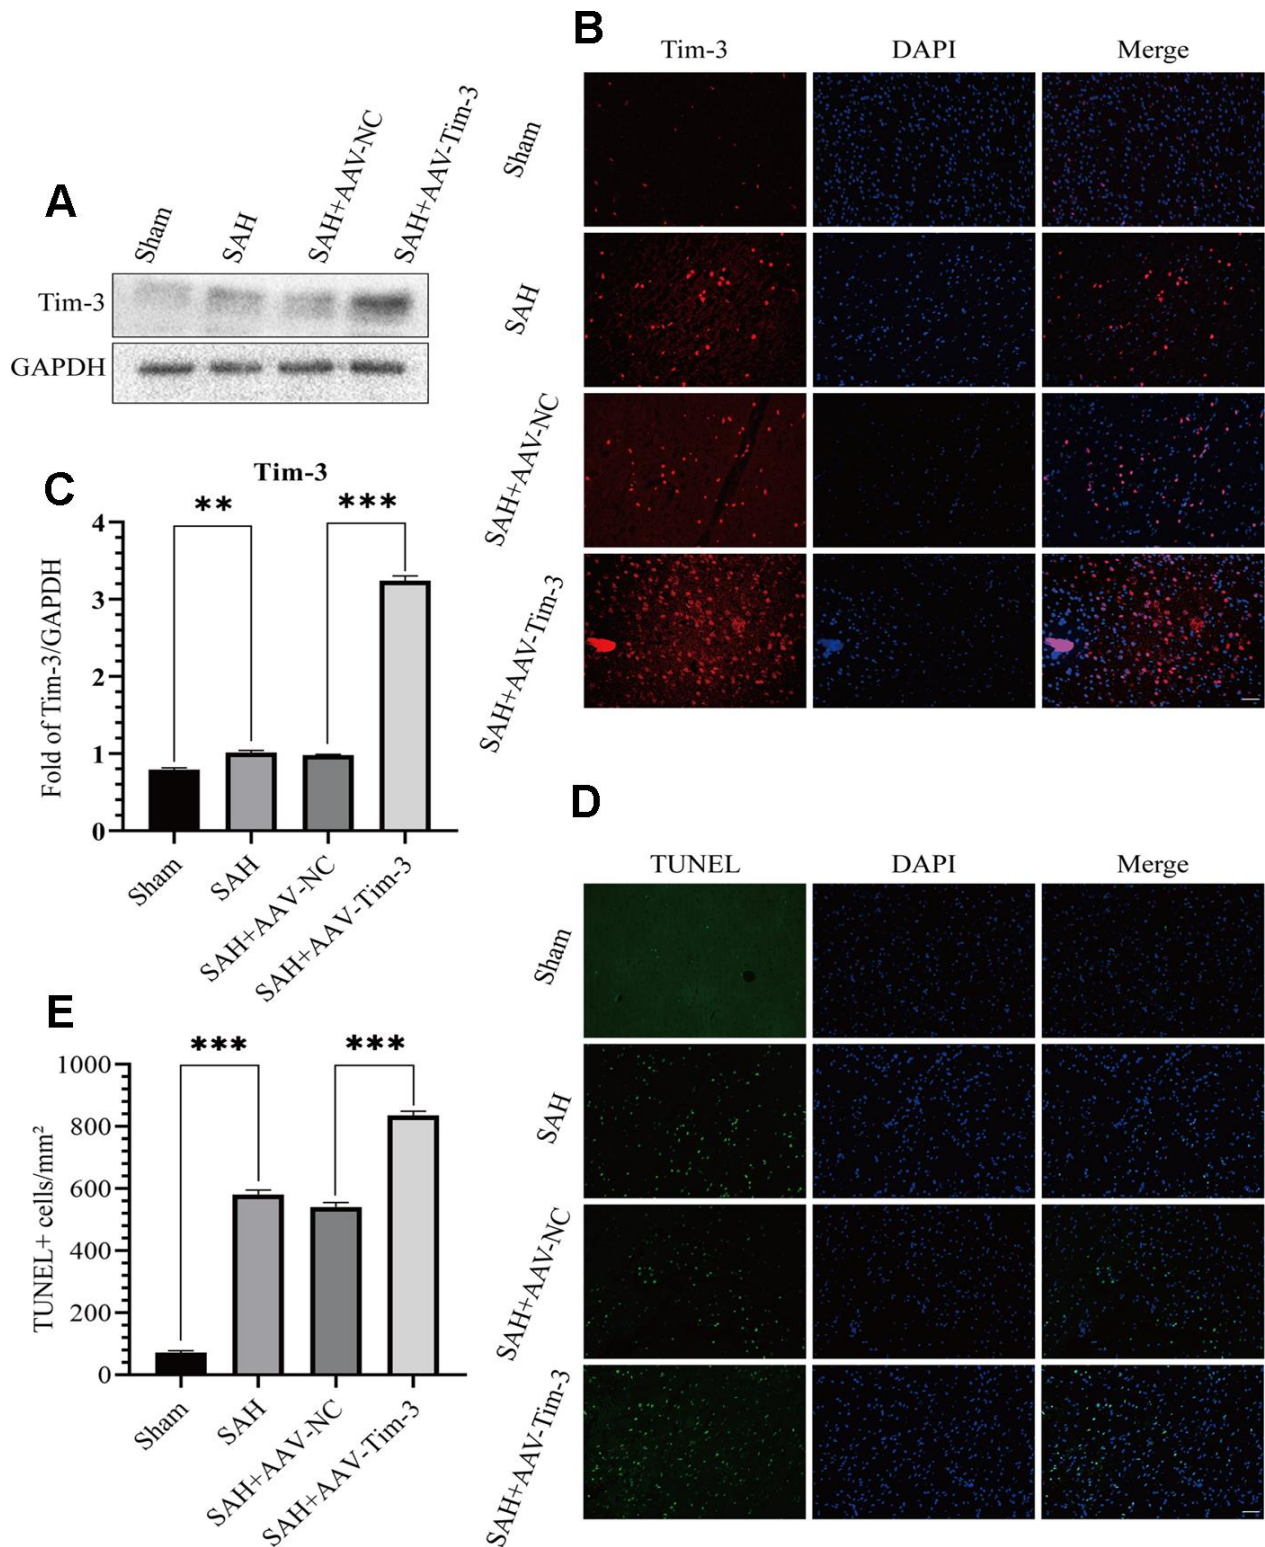 A
Sham
SAH
SAH+AAV-NC
SAH+AAV-Tim-3
Tim-3
GAPDH
B
Tim-3 DAPI Merge
Sham
SAH
SAH+AAV-NC
SAH+AAV-Tim-3
C
Tim-3
** ***
Fold of Tim-3/GAPDH
4
3
2
1
0
Sham
SAH
SAH+AAV-NC
SAH+AAV-Tim-3
D
TUNEL DAPI Merge
Sham
SAH
SAH+AAV-NC
SAH+AAV-Tim-3
E
*** ***
TUNEL+ cells/mm²
1000
800
600
400
200
0
Sham
SAH
SAH+AAV-NC
SAH+AAV-Tim-3